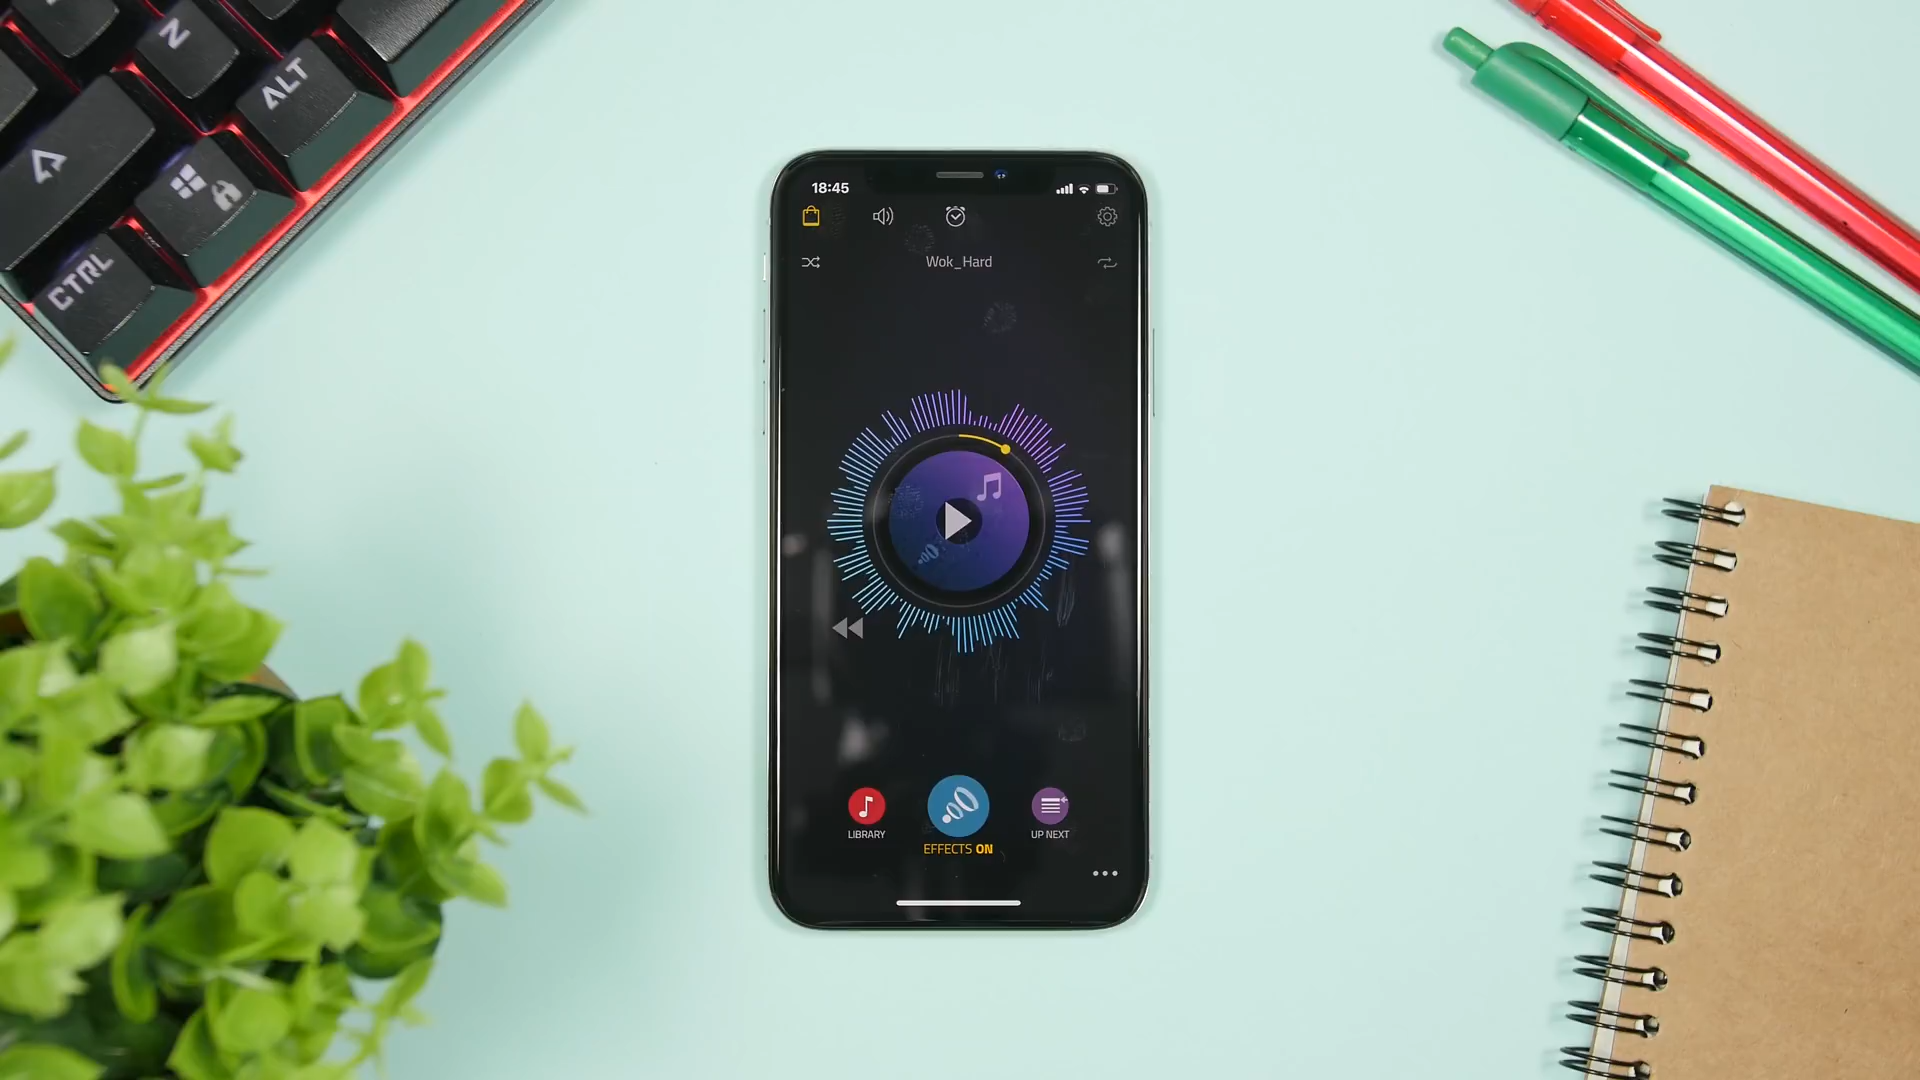 N
ALT
CTRL
18:45
Wok_Hard
LIBRARY
UP NEXT
EFFECTS ON